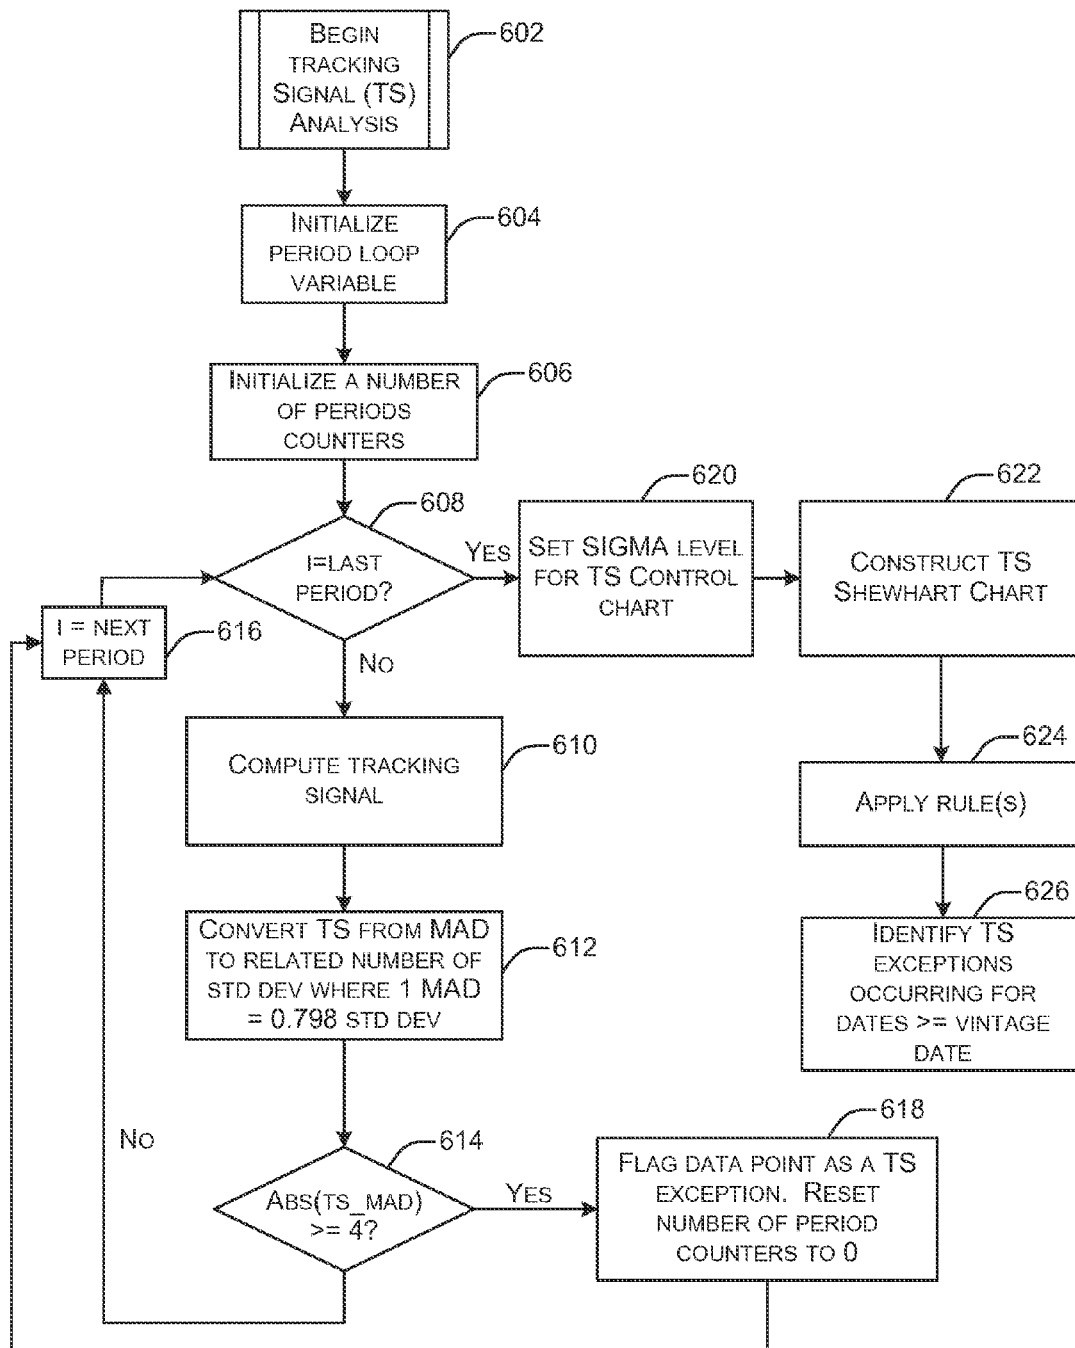 BEGIN
TRACKING
SIGNAL (TS)
ANALYSIS
602
INITIALIZE
PERIOD LOOP
VARIABLE
604
INITIALIZE A NUMBER
OF PERIODS
COUNTERS
606
608
I=LAST
PERIOD?
YES
NO
620
SET SIGMA LEVEL
FOR TS CONTROL
CHART
622
CONSTRUCT TS
SHEWHART CHART
I = NEXT
PERIOD
616
COMPUTE TRACKING
SIGNAL
610
624
APPLY RULE(S)
626
IDENTIFY TS
EXCEPTIONS
OCCURRING FOR
DATES >= VINTAGE
DATE
CONVERT TS FROM MAD
TO RELATED NUMBER OF
STD DEV WHERE 1 MAD
= 0.798 STD DEV
612
NO
614
ABS(TS_MAD)
>= 4?
YES
618
FLAG DATA POINT AS A TS
EXCEPTION. RESET
NUMBER OF PERIOD
COUNTERS TO 0